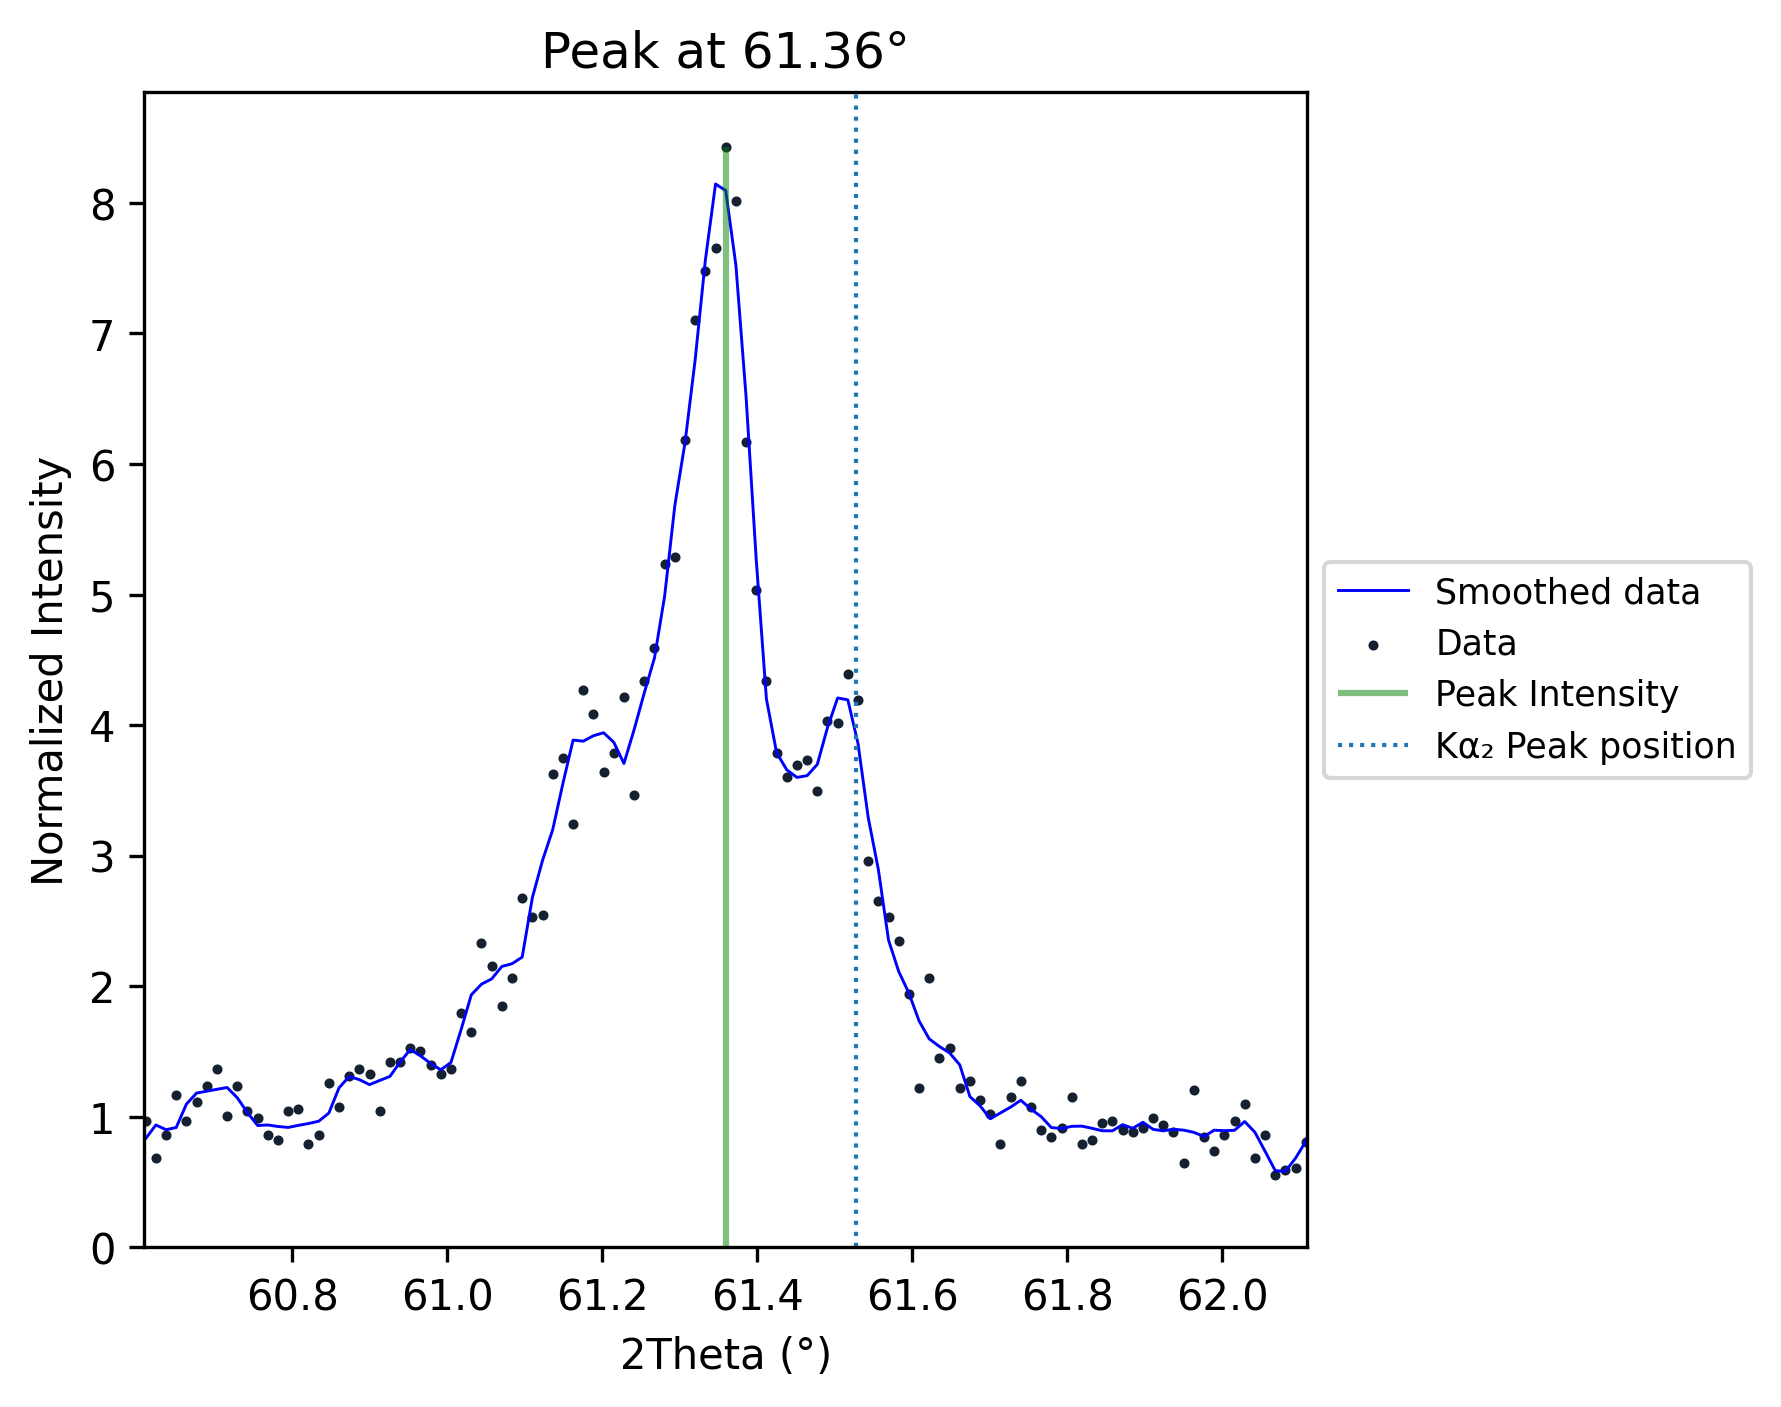 Peak at 61.36°
Normalized Intensity
8
7
6
5
4
3
2
1
0
60.8 61.0 61.2 61.4 61.6 61.8 62.0
2Theta (°)
Smoothed data
Data
Peak Intensity
Kα₂ Peak position